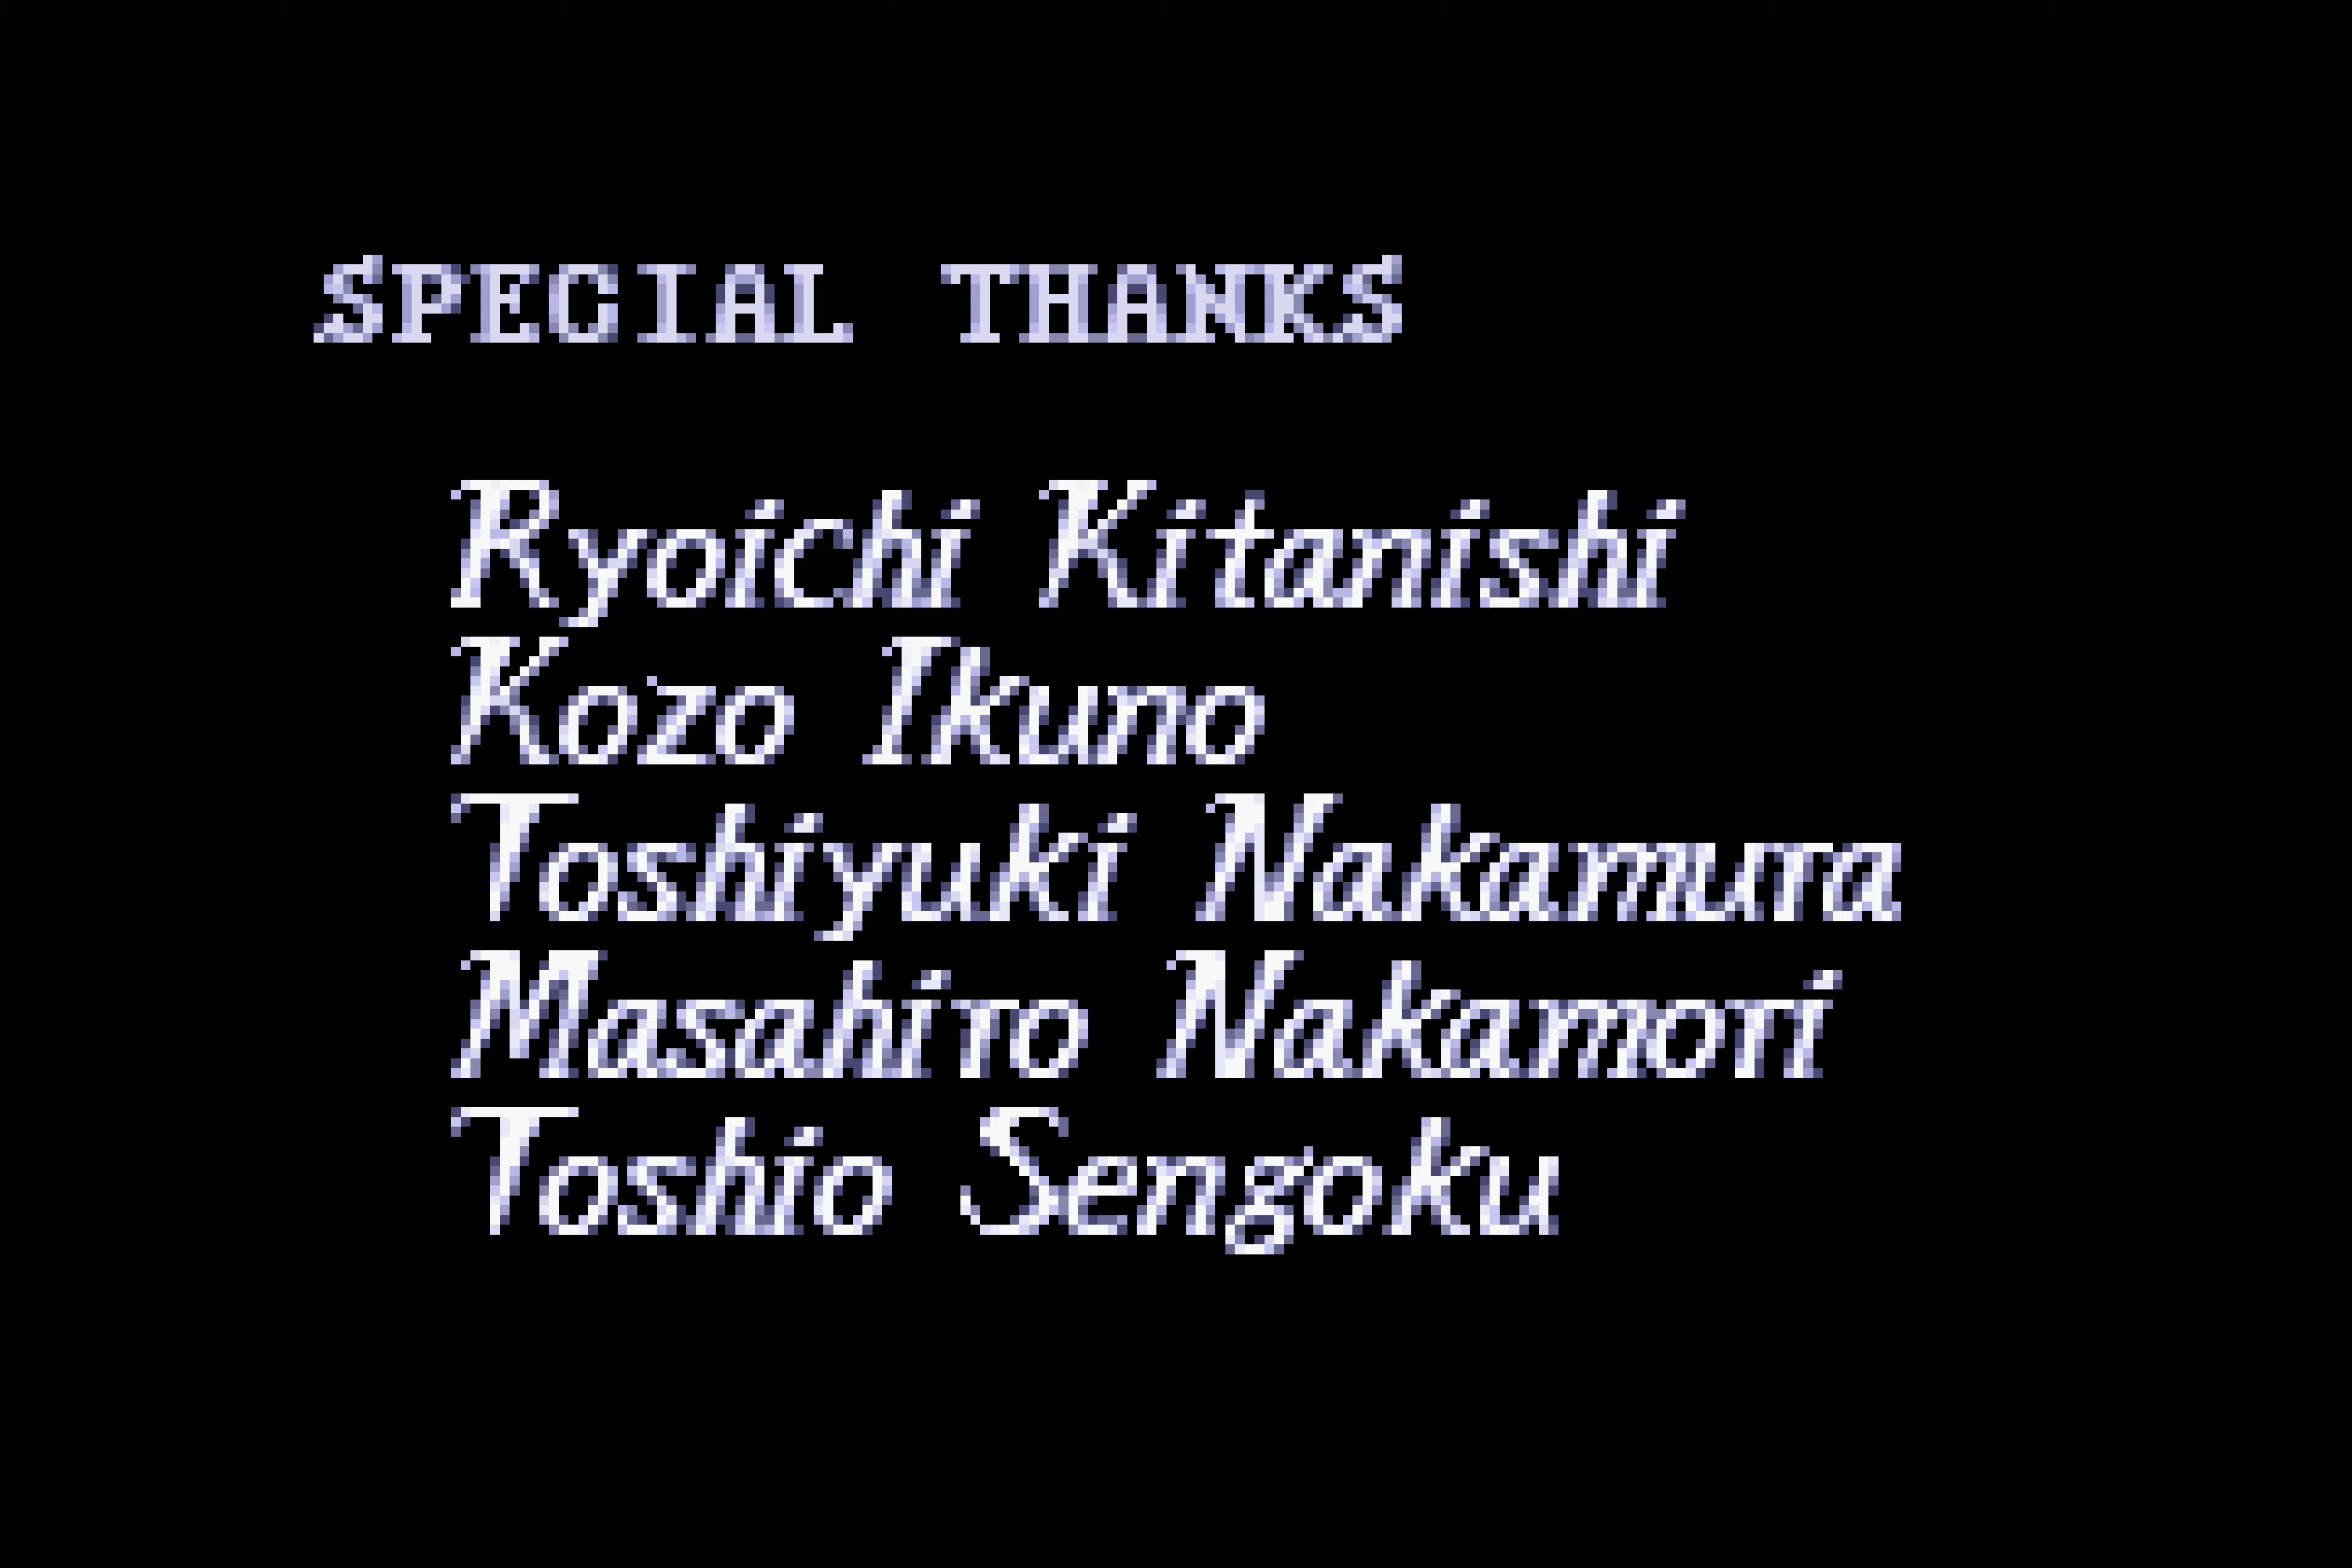 SPECIAL THANKS
Ryoichi Kitanishi
Kozo Ikuno
Toshiyuki Nakamura
Masahiro Nakamori
Toshio Sengoku